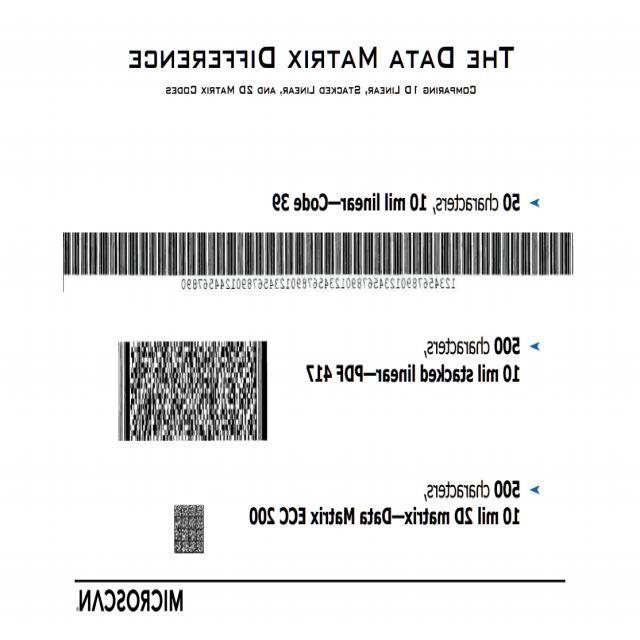 THE DATA MATRIX DIFFERENCE
COMPARING 1D LINEAR, STACKED LINEAR, AND 2D MATRIX CODES
➤ 50 characters, 10 mil linear—Code 39
12345678901234567890123456789012345678901244567890
➤ 500 characters,
10 mil stacked linear—PDF 417
➤ 500 characters,
10 mil 2D matrix—Data Matrix ECC 200
MICROSCAN®